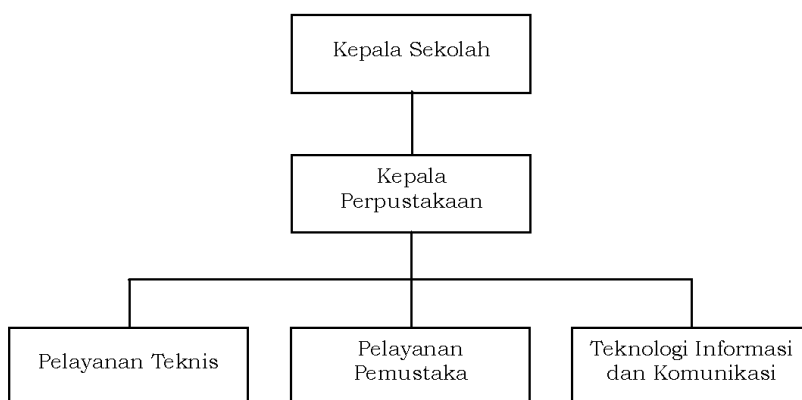 Kepala Sekolah
Kepala
Perpustakaan
Pelayanan Teknis
Pelayanan
Pemustaka
Teknologi Informasi
dan Komunikasi